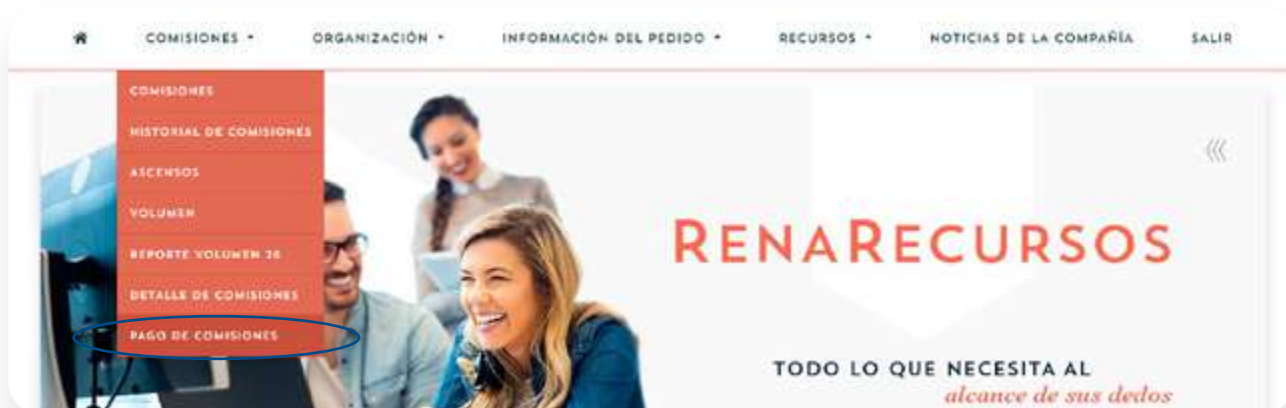 COMISIONES
ORGANIZACIÓN
INFORMACIÓN DEL PEDIDO
RECURSOS
NOTICIAS DE LA COMPAÑÍA
SALIR
COMISIONES
HISTORIAL DE COMISIONES
ASCENSOS
VOLUMEN
REPORTE VOLUMEN 20
DETALLE DE COMISIONES
PAGO DE COMISIONES
RENARECURSOS
TODO LO QUE NECESITA AL
alcance de sus dedos